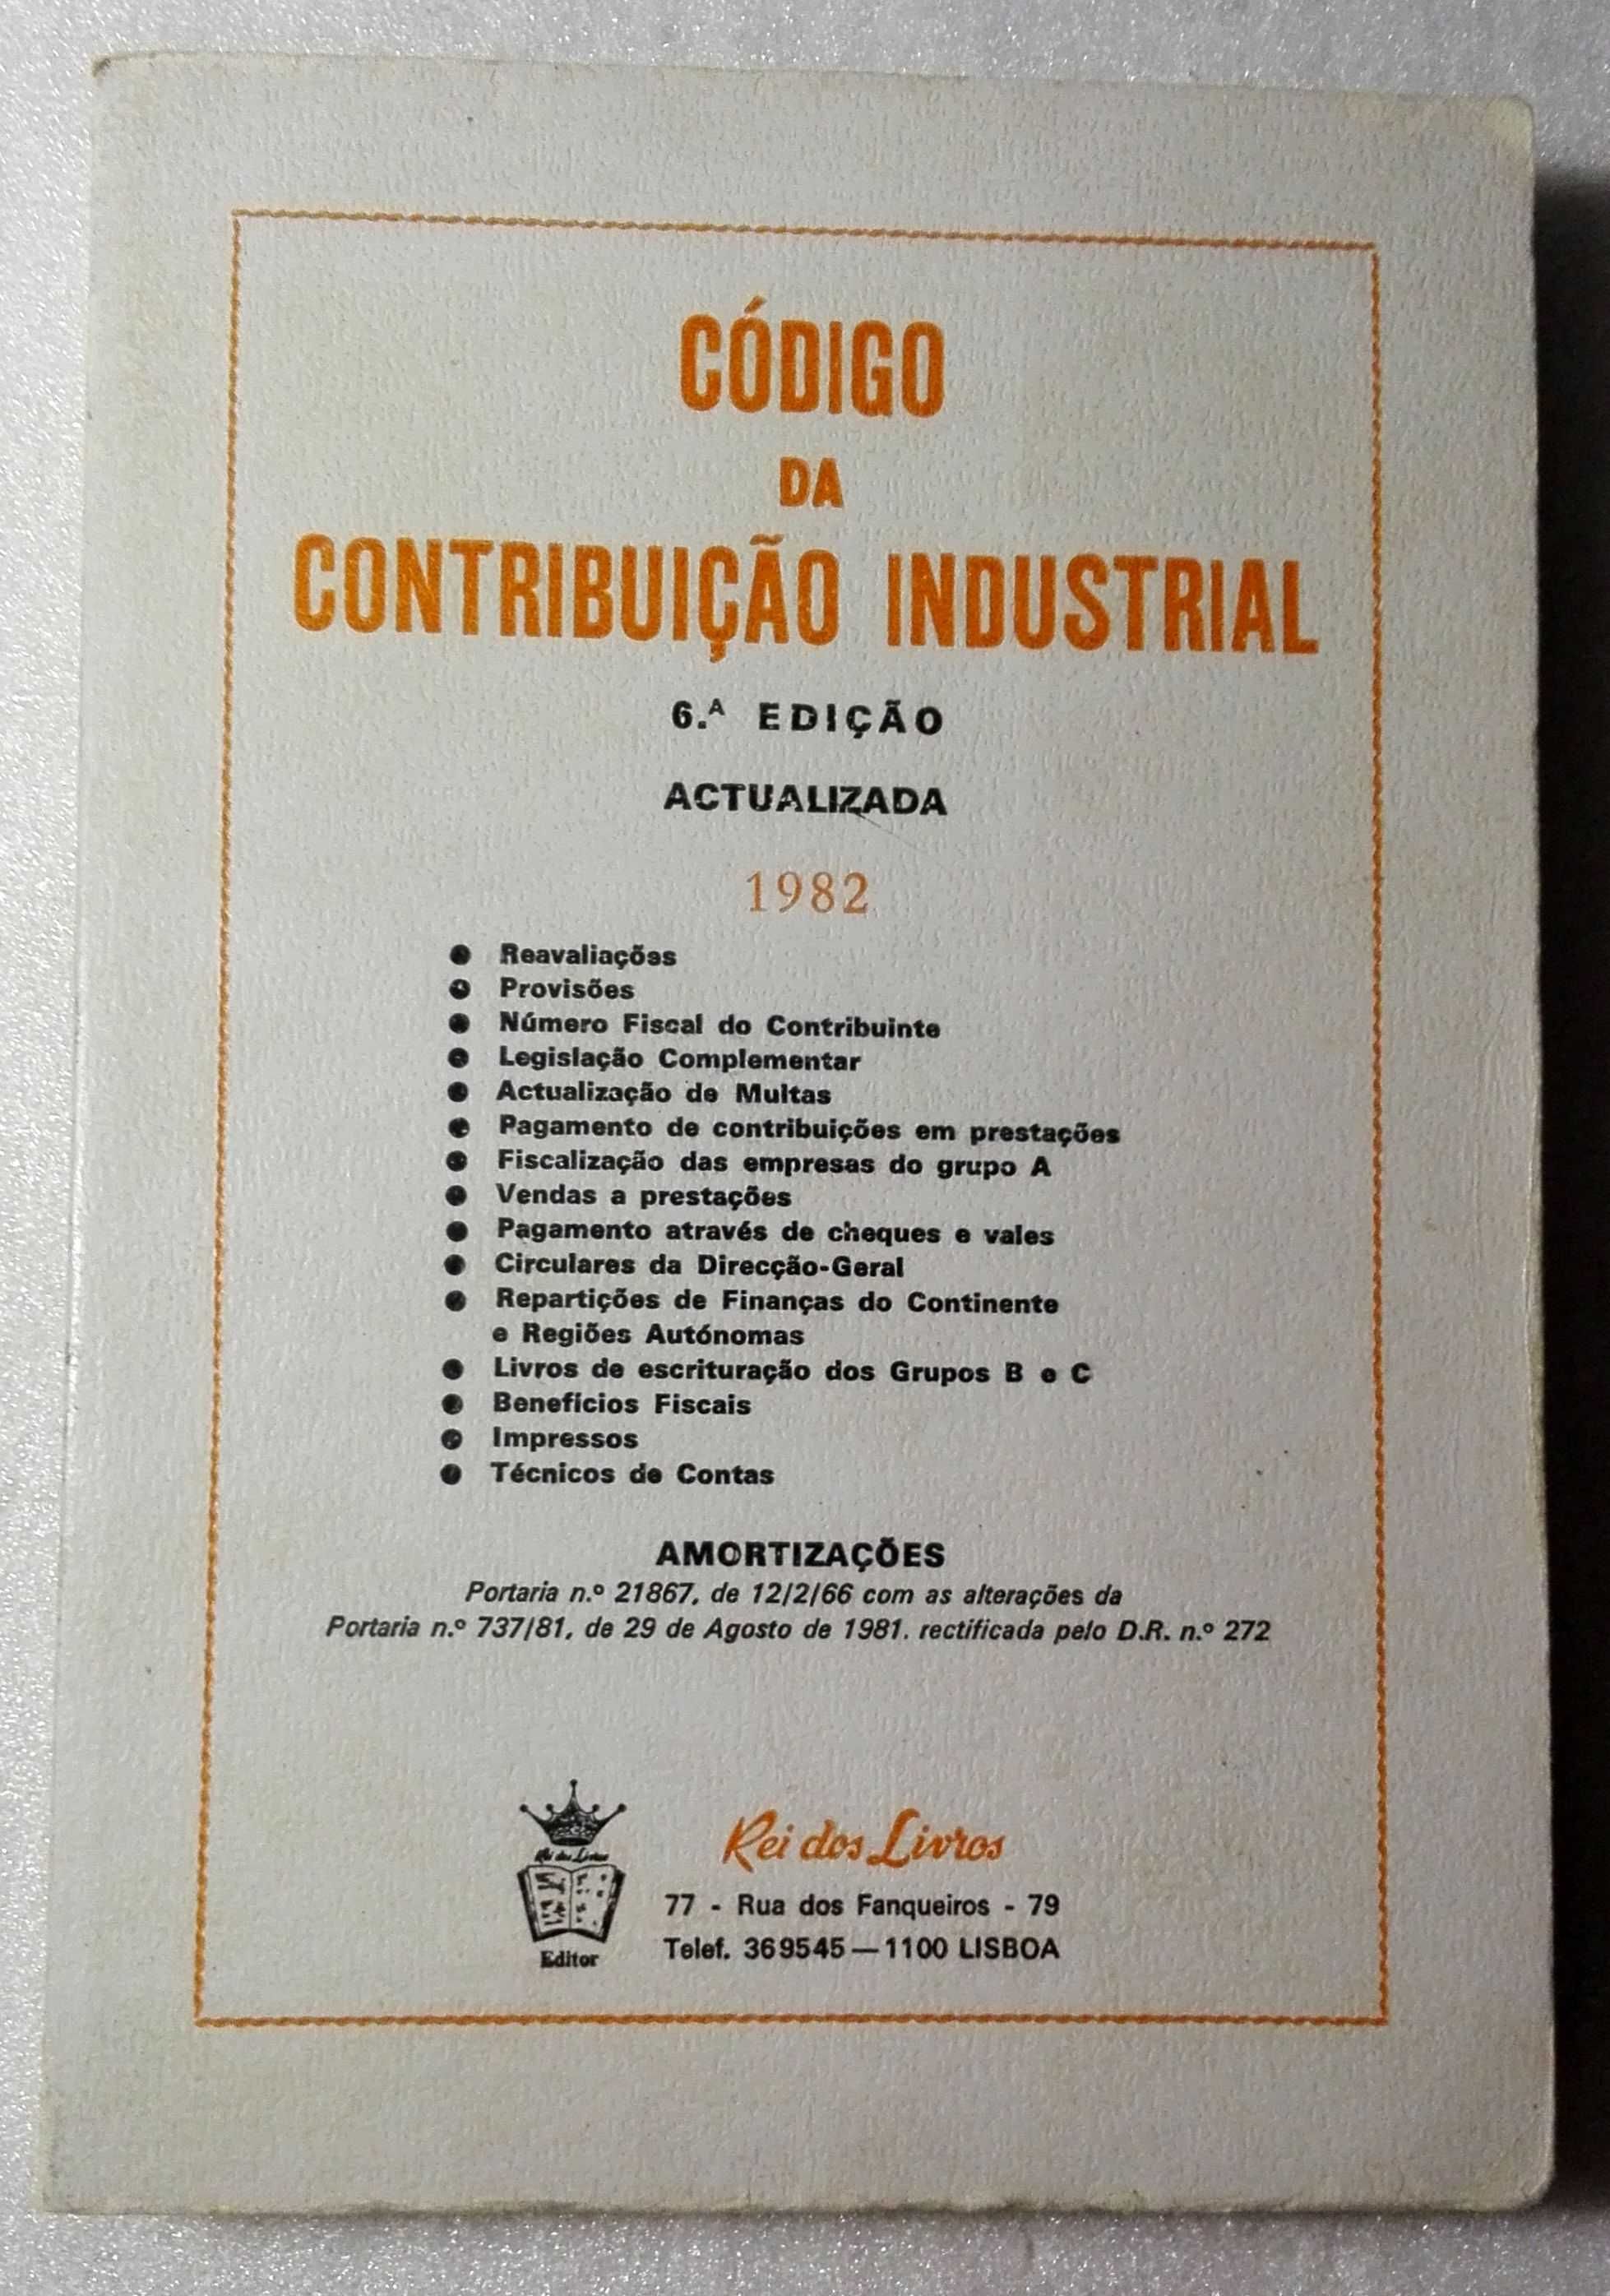 CÓDIGO
DA
CONTRIBUIÇÃO INDUSTRIAL
6.ᴬ EDIÇÃO
ACTUALIZADA
1982
● Reavaliações
● Provisões
● Número Fiscal do Contribuinte
● Legislação Complementar
● Actualização de Multas
● Pagamento de contribuições em prestações
● Fiscalização das empresas do grupo A
● Vendas a prestações
● Pagamento através de cheques e vales
● Circulares da Direcção-Geral
● Repartições de Finanças do Continente
e Regiões Autónomas
● Livros de escrituração dos Grupos B e C
● Benefícios Fiscais
● Impressos
● Técnicos de Contas
AMORTIZAÇÕES
Portaria n.º 21867, de 12/2/66 com as alterações da
Portaria n.º 737/81, de 29 de Agosto de 1981. rectificada pelo D.R. n.º 272
Rei dos Livros
Editor
Rei dos Livros
77 - Rua dos Fanqueiros - 79
Telef. 369545 — 1100 LISBOA